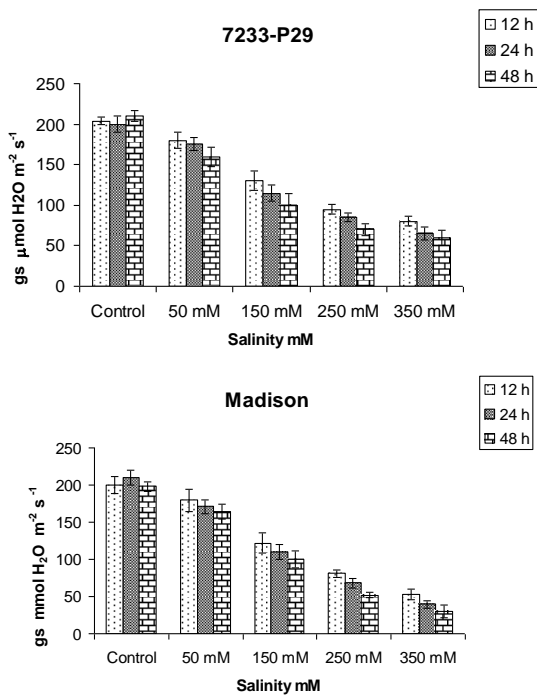 7233-P29
12 h
24 h
48 h
gs µmol H2O m⁻² s⁻¹
250
200
150
100
50
0
Control 50 mM 150 mM 250 mM 350 mM
Salinity mM
Madison
12 h
24 h
48 h
gs mmol H₂O m⁻² s⁻¹
250
200
150
100
50
0
Control 50 mM 150 mM 250 mM 350 mM
Salinity mM